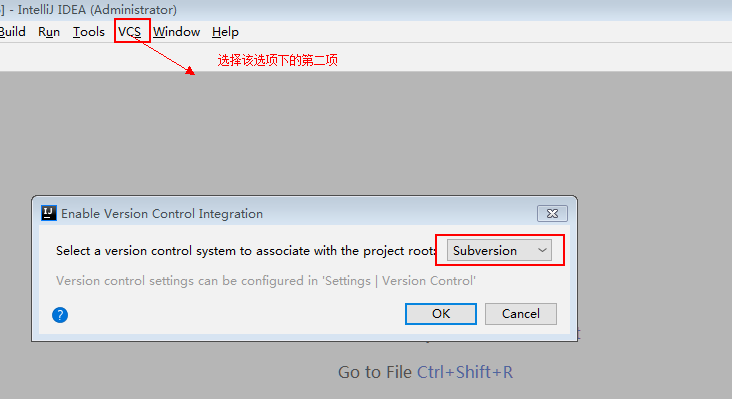 ] - IntelliJ IDEA (Administrator)
Build Run Tools VCS Window Help
选择该选项下的第二项
Enable Version Control Integration
Select a version control system to associate with the project root: Subversion
Version control settings can be configured in 'Settings | Version Control'
? OK Cancel
Go to File Ctrl+Shift+R